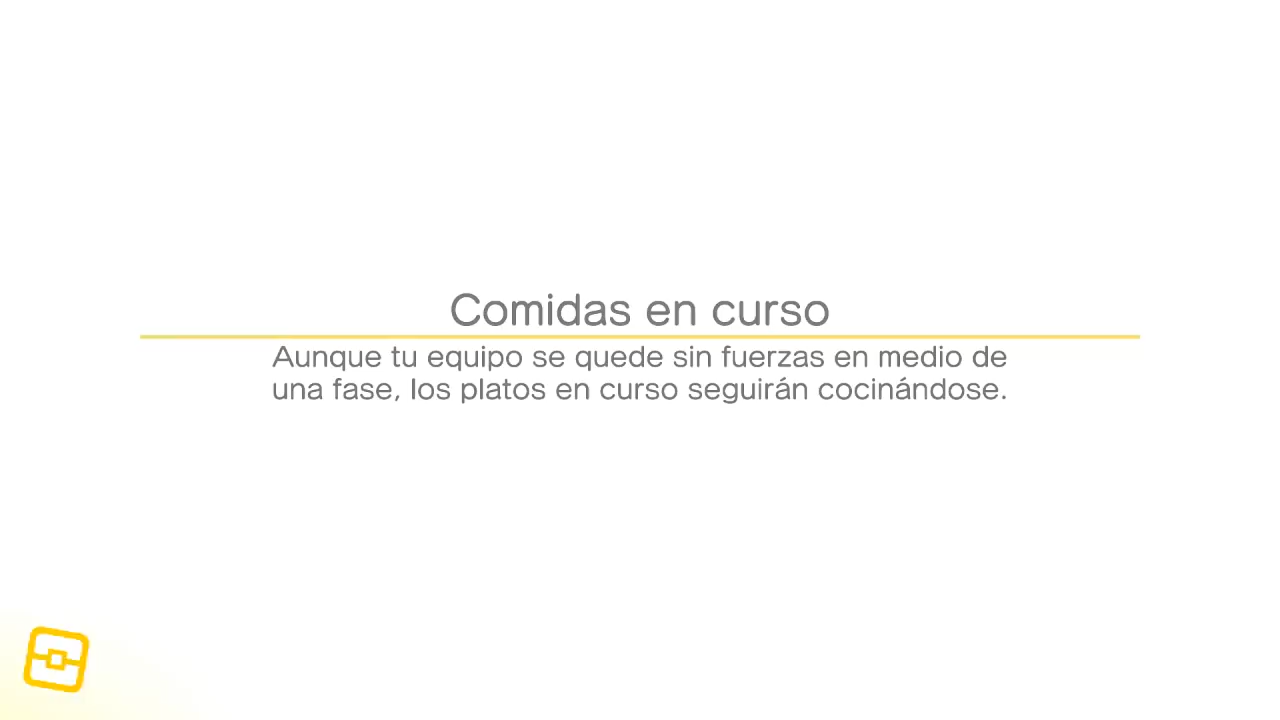 Comidas en curso
Aunque tu equipo se quede sin fuerzas en medio de
una fase, los platos en curso seguirán cocinándose.